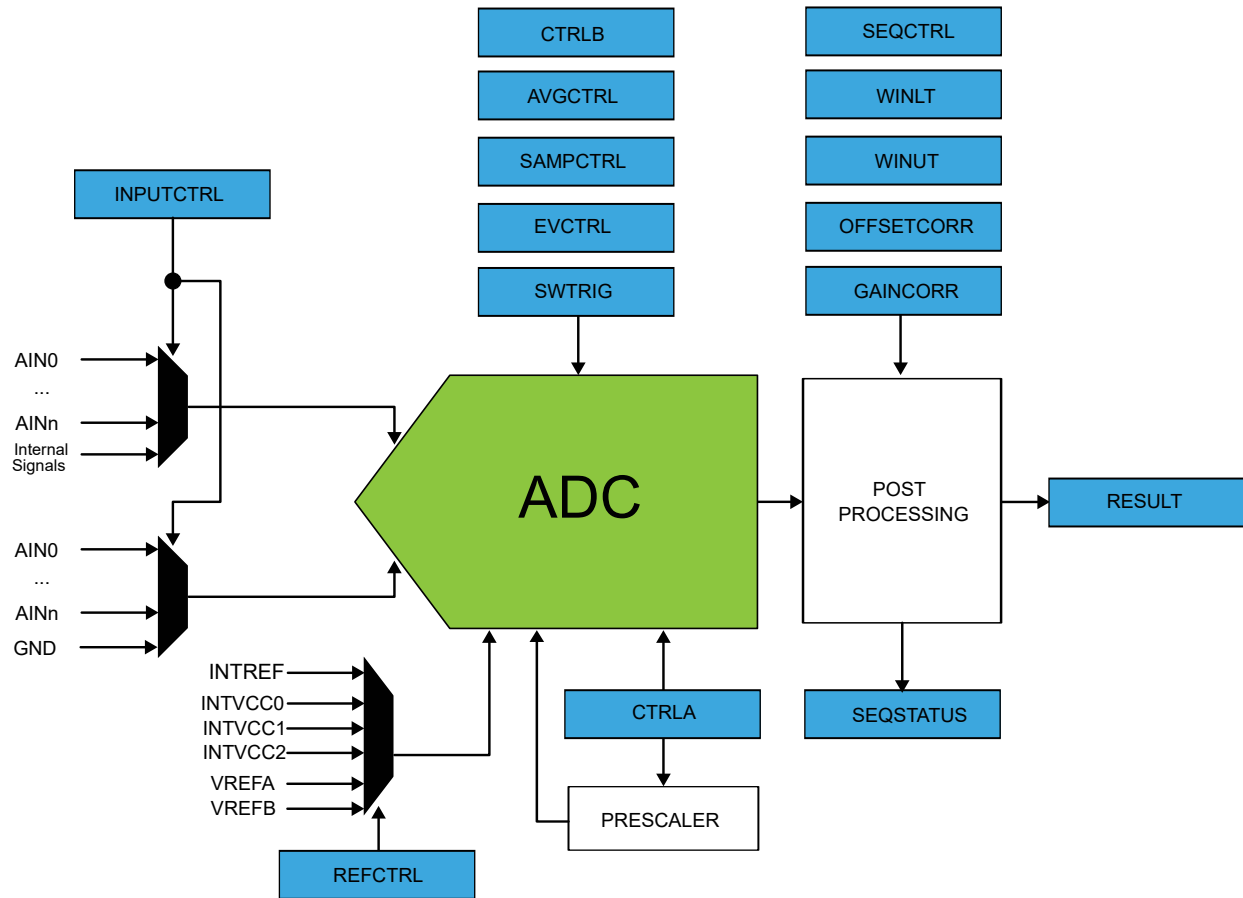 CTRLB
SEQCTRL
AVGCTRL
WINLT
SAMPCTRL
WINUT
INPUTCTRL
EVCTRL
OFFSETCORR
SWTRIG
GAINCORR
AIN0
...
AINn
Internal
Signals
ADC
POST
PROCESSING
RESULT
AIN0
...
AINn
GND
INTREF
INTVCC0
INTVCC1
INTVCC2
VREFA
VREFB
CTRLA
SEQSTATUS
PRESCALER
REFCTRL